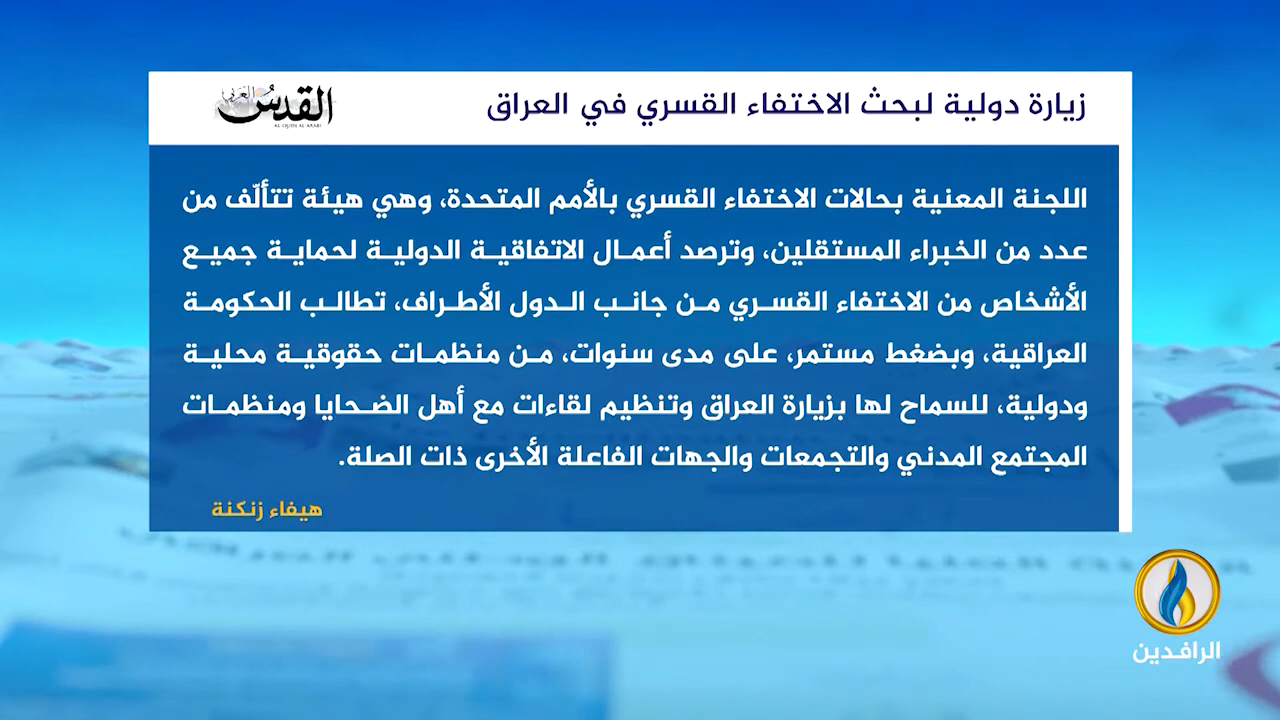 زيارة دولية لبحث الاختفاء القسري في العراق
القدس العربي
AL-QUDS AL-ARABI
اللجنة المعنية بحالات الاختفاء القسري بالأمم المتحدة، وهي هيئة تتألّف من
عدد من الخبراء المستقلين، وترصد أعمال الاتفاقية الدولية لحماية جميع
الأشخاص من الاختفاء القسري من جانب الدول الأطراف، تطالب الحكومة
العراقية، وبضغط مستمر، على مدى سنوات، من منظمات حقوقية محلية
ودولية، للسماح لها بزيارة العراق وتنظيم لقاءات مع أهل الضحايا ومنظمات
المجتمع المدني والتجمعات والجهات الفاعلة الأخرى ذات الصلة.
هيفاء زنكنة
الرافدين